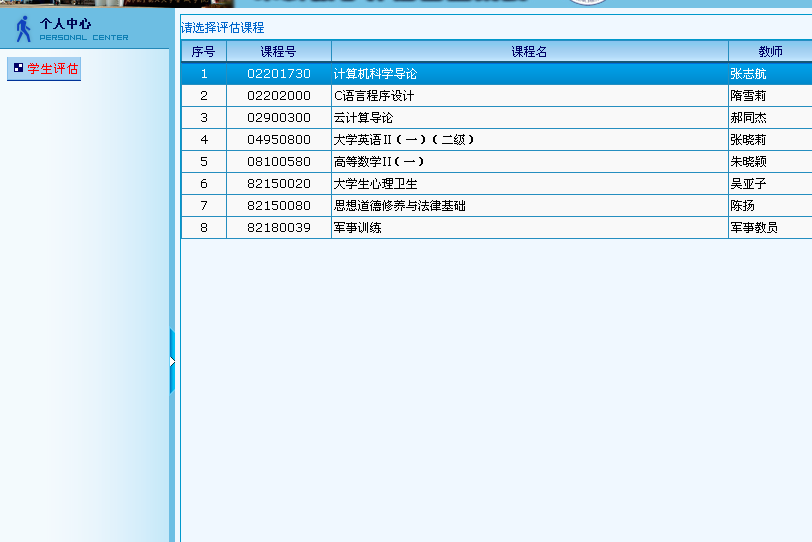 个人中心
PERSONAL CENTER
学生评估
请选择评估课程
序号 课程号 课程名 教师
1 02201730 计算机科学导论 张志航
2 02202000 C语言程序设计 隋雪莉
3 02900300 云计算导论 郝同杰
4 04950800 大学英语II(一)(二级) 张晓莉
5 08100580 高等数学II(一) 朱晓颖
6 82150020 大学生心理卫生 吴亚子
7 82150080 思想道德修养与法律基础 陈扬
8 82180039 军事训练 军事教员